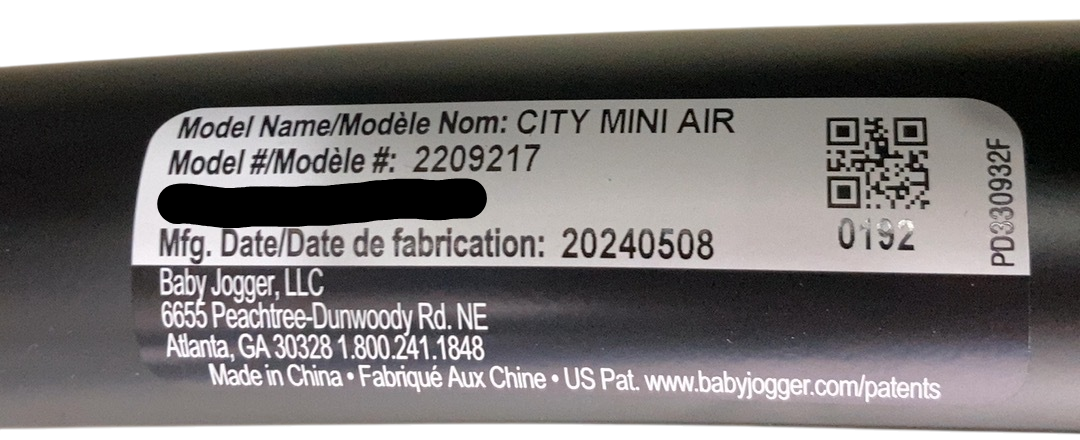 Model Name/Modèle Nom: CITY MINI AIR
Model #/Modèle #: 2209217
Mfg. Date/Date de fabrication: 20240508
0192
PD330932F
Baby Jogger, LLC
6655 Peachtree-Dunwoody Rd. NE
Atlanta, GA 30328 1.800.241.1848
Made in China • Fabriqué Aux Chine • US Pat. www.babyjogger.com/patents